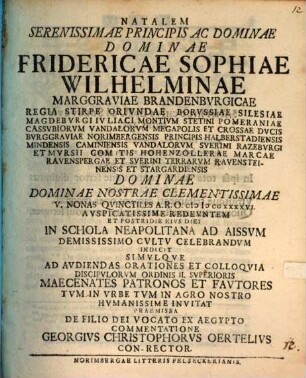 NATALEM
SERENISSIMAE PRINCIPIS AC DOMINAE
DOMINAE
FRIDERICAE SOPHIAE
WILHELMINAE
MARGGRAVIAE BRANDENBVRGICAE
REGIA STIRPE ORIVNDAE BORVSSIAE SILESIAE
MAGDEBVRGI IVLIACI MONTIVM STETINI POMERANIAE
CASSVBIORVM VANDALORVM MEGAPOLIS ET CROSSAE DVCIS
BVRGGRAVIAE NORIMBERGENSIS PRINCIPIS HALBERSTADIENSIS
MINDENSIS CAMINENSIS VANDALORVM SVERINI RAZEBVRGI
ET MVRSII COMITIS HOHENZOLLERAE MARCAE
RAVENSPERGAE ET SVERINI TERRARVM RAVENSTEI-
NENSIS ET STARGARDIENSIS
DOMINAE
DOMINAE NOSTRAE CLEMENTISSIMAE
V. NONAS QVINCTILES A. R. O.
AVSPICATISSIME REDEVNTEM
ET POSTRIDIE EIVS DIEI
IN SCHOLA NEAPOLITANA AD AISSVM
DEMISSISSIMO CVLTV CELEBRANDVM
INDICIT
SIMVLQVE
AD AVDIENDAS ORATIONES ET COLLOQVIA
DISCIPVLORVM ORDINIS II. SVPERIORIS
MAECENATES PATRONOS ET FAVTORES
TVM IN VRBE TVM IN AGRO NOSTRO
HVMANISSIME INVITAT
PRAEMISSA
DE FILIO DEI VOCATO EX AEGYPTO
COMMENTATIONE
GEORGIVS CHRISTOPHORVS OERTELIVS
CON-RECTOR.
NORIMBERGAE LITTERIS FELSECKERIANIS.